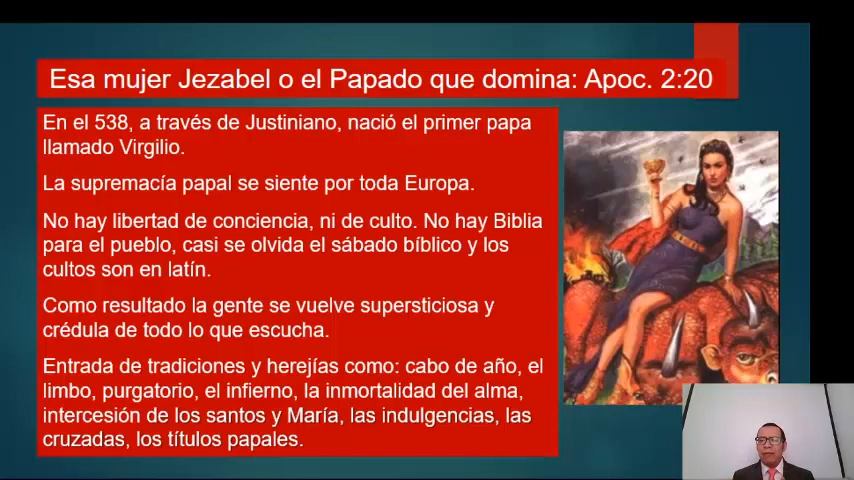 Esa mujer Jezabel o el Papado que domina: Apoc. 2:20
En el 538, a través de Justiniano, nació el primer papa
llamado Virgilio.
La supremacía papal se siente por toda Europa.
No hay libertad de conciencia, ni de culto. No hay Biblia
para el pueblo, casi se olvida el sábado bíblico y los
cultos son en latín.
Como resultado la gente se vuelve supersticiosa y
crédula de todo lo que escucha.
Entrada de tradiciones y herejías como: cabo de año, el
limbo, purgatorio, el infierno, la inmortalidad del alma,
intercesión de los santos y María, las indulgencias, las
cruzadas, los títulos papales.